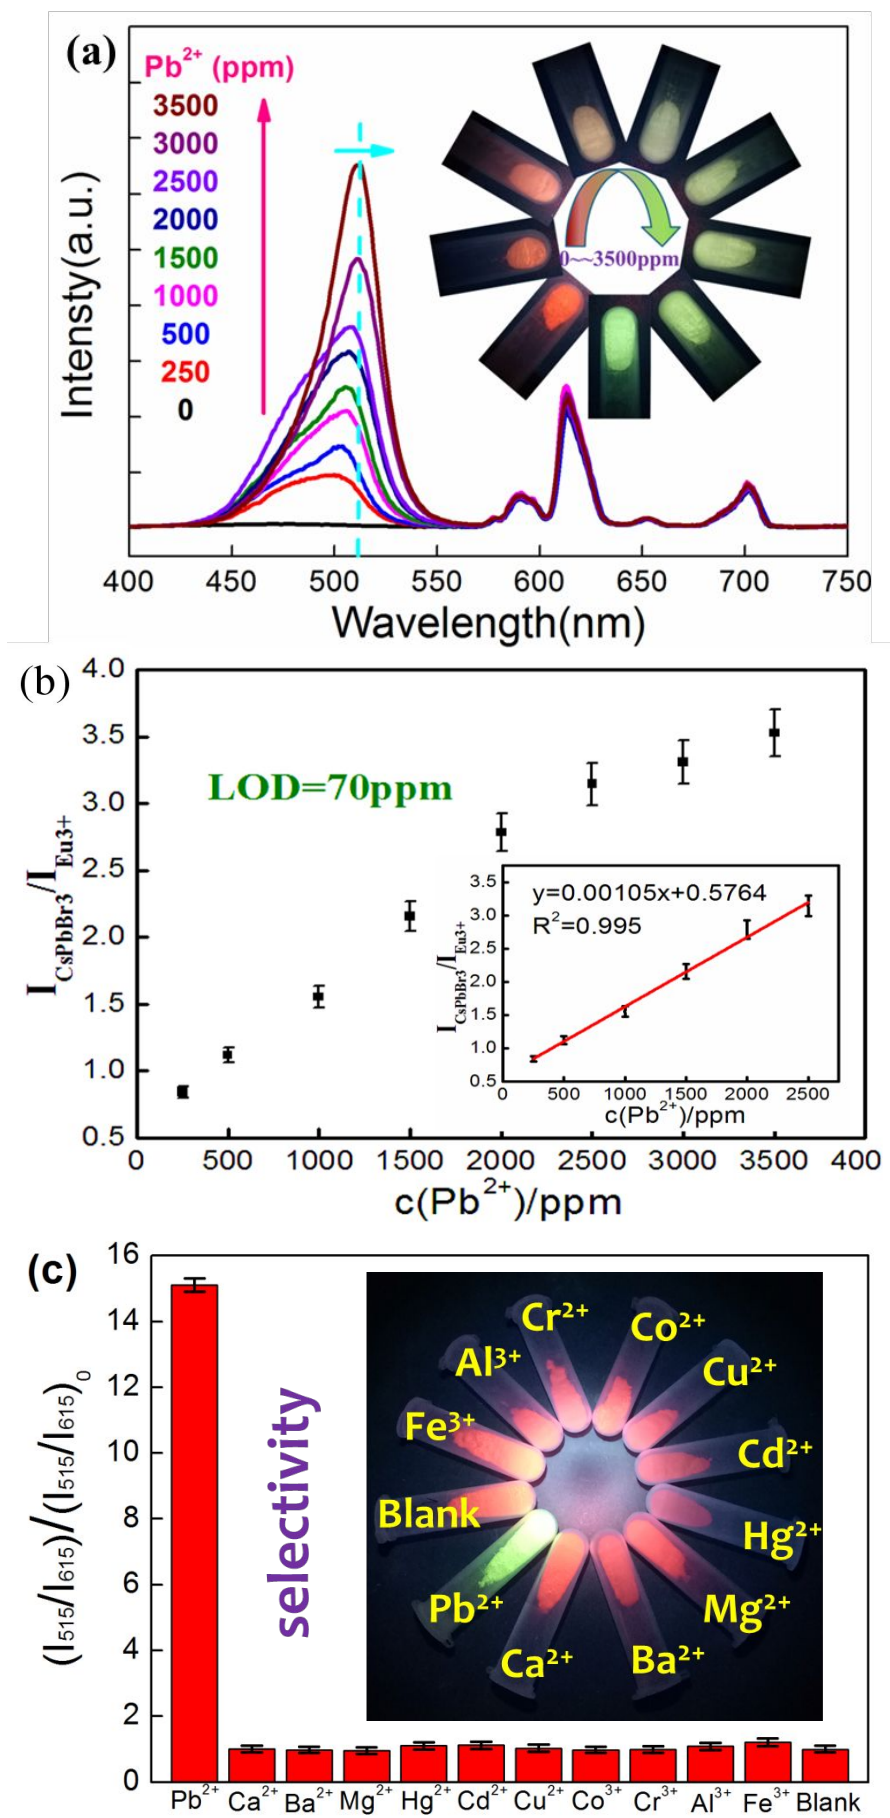 (a)
Pb²⁺ (ppm)
3500
3000
2500
2000
1500
1000
500
250
0
0~~3500ppm
Intensty(a.u.)
400 450 500 550 600 650 700 750
Wavelength(nm)
(b)
4.0
3.5
3.0
2.5
2.0
1.5
1.0
0.5
I CsPbBr3/I Eu3+
LOD=70ppm
y=0.00105x+0.5764
R²=0.995
3.5
3.0
2.5
2.0
1.5
1.0
0.5
I CsPbBr3/I Eu3+
0 500 1000 1500 2000 2500
c(Pb²⁺)/ppm
0 500 1000 1500 2000 2500 3000 3500 400
c(Pb²⁺)/ppm
(c)
16
14
12
10
8
6
4
2
0
(I515/I615)/(I515/I615)0
selectivity
Cr²⁺
Co²⁺
Al³⁺
Cu²⁺
Fe³⁺
Cd²⁺
Blank
Hg²⁺
Pb²⁺
Mg²⁺
Ca²⁺
Ba²⁺
Pb²⁺ Ca²⁺ Ba²⁺ Mg²⁺ Hg²⁺ Cd²⁺ Cu²⁺ Co³⁺ Cr³⁺ Al³⁺ Fe³⁺ Blank